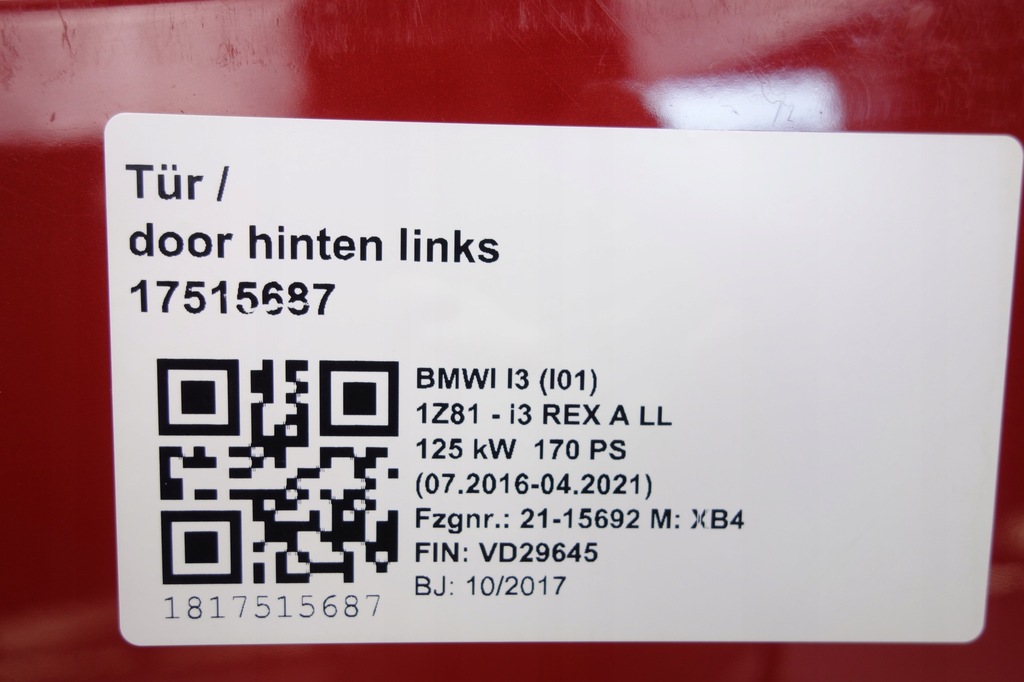 Tür /
door hinten links
17515687
BMWI I3 (I01)
1Z81 - i3 REX A LL
125 kW 170 PS
(07.2016-04.2021)
Fzgnr.: 21-15692 M: XB4
FIN: VD29645
BJ: 10/2017
1817515687